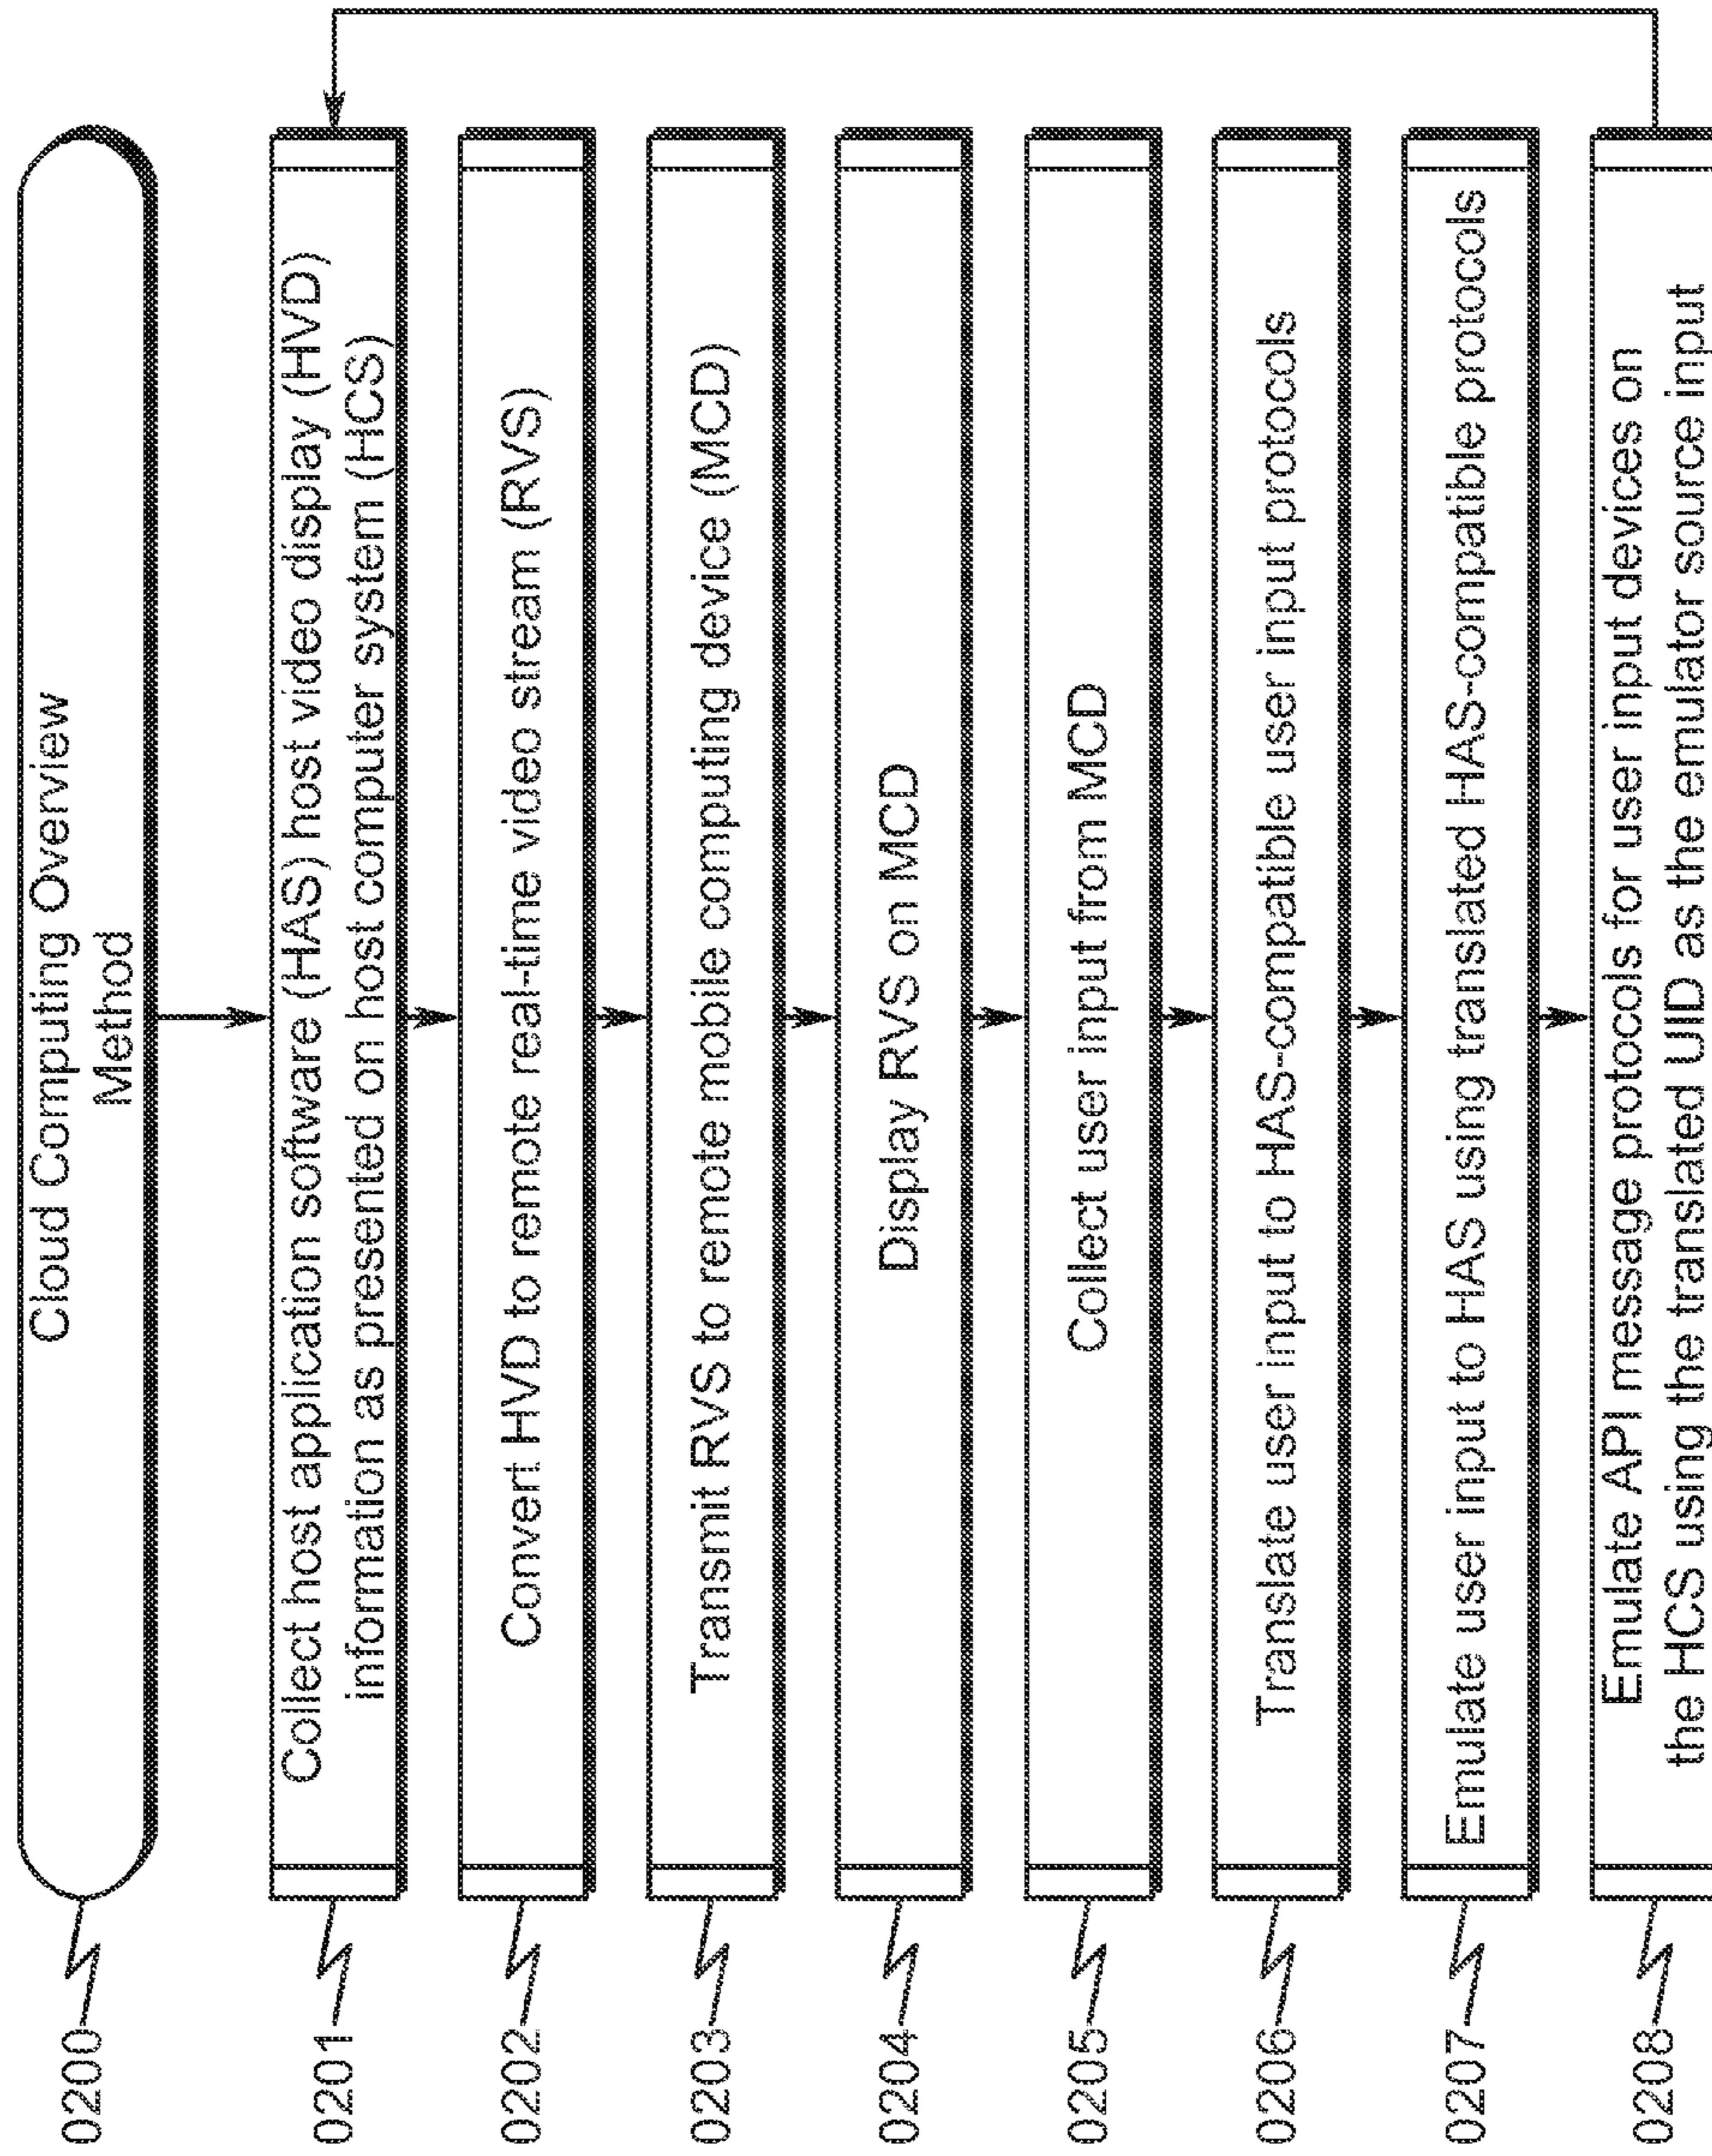 0200
Cloud Computing Overview
Method
0201
Collect host application software (HAS) host video display (HVD)
information as presented on host computer system (HCS)
0202
Convert HVD to remote real-time video stream (RVS)
0203
Transmit RVS to remote mobile computing device (MCD)
0204
Display RVS on MCD
0205
Collect user input from MCD
0206
Translate user input to HAS-compatible user input protocols
0207
Emulate user input to HAS using translated HAS-compatible protocols
0208
Emulate API message protocols for user input devices on
the HCS using the translated UID as the emulator source input